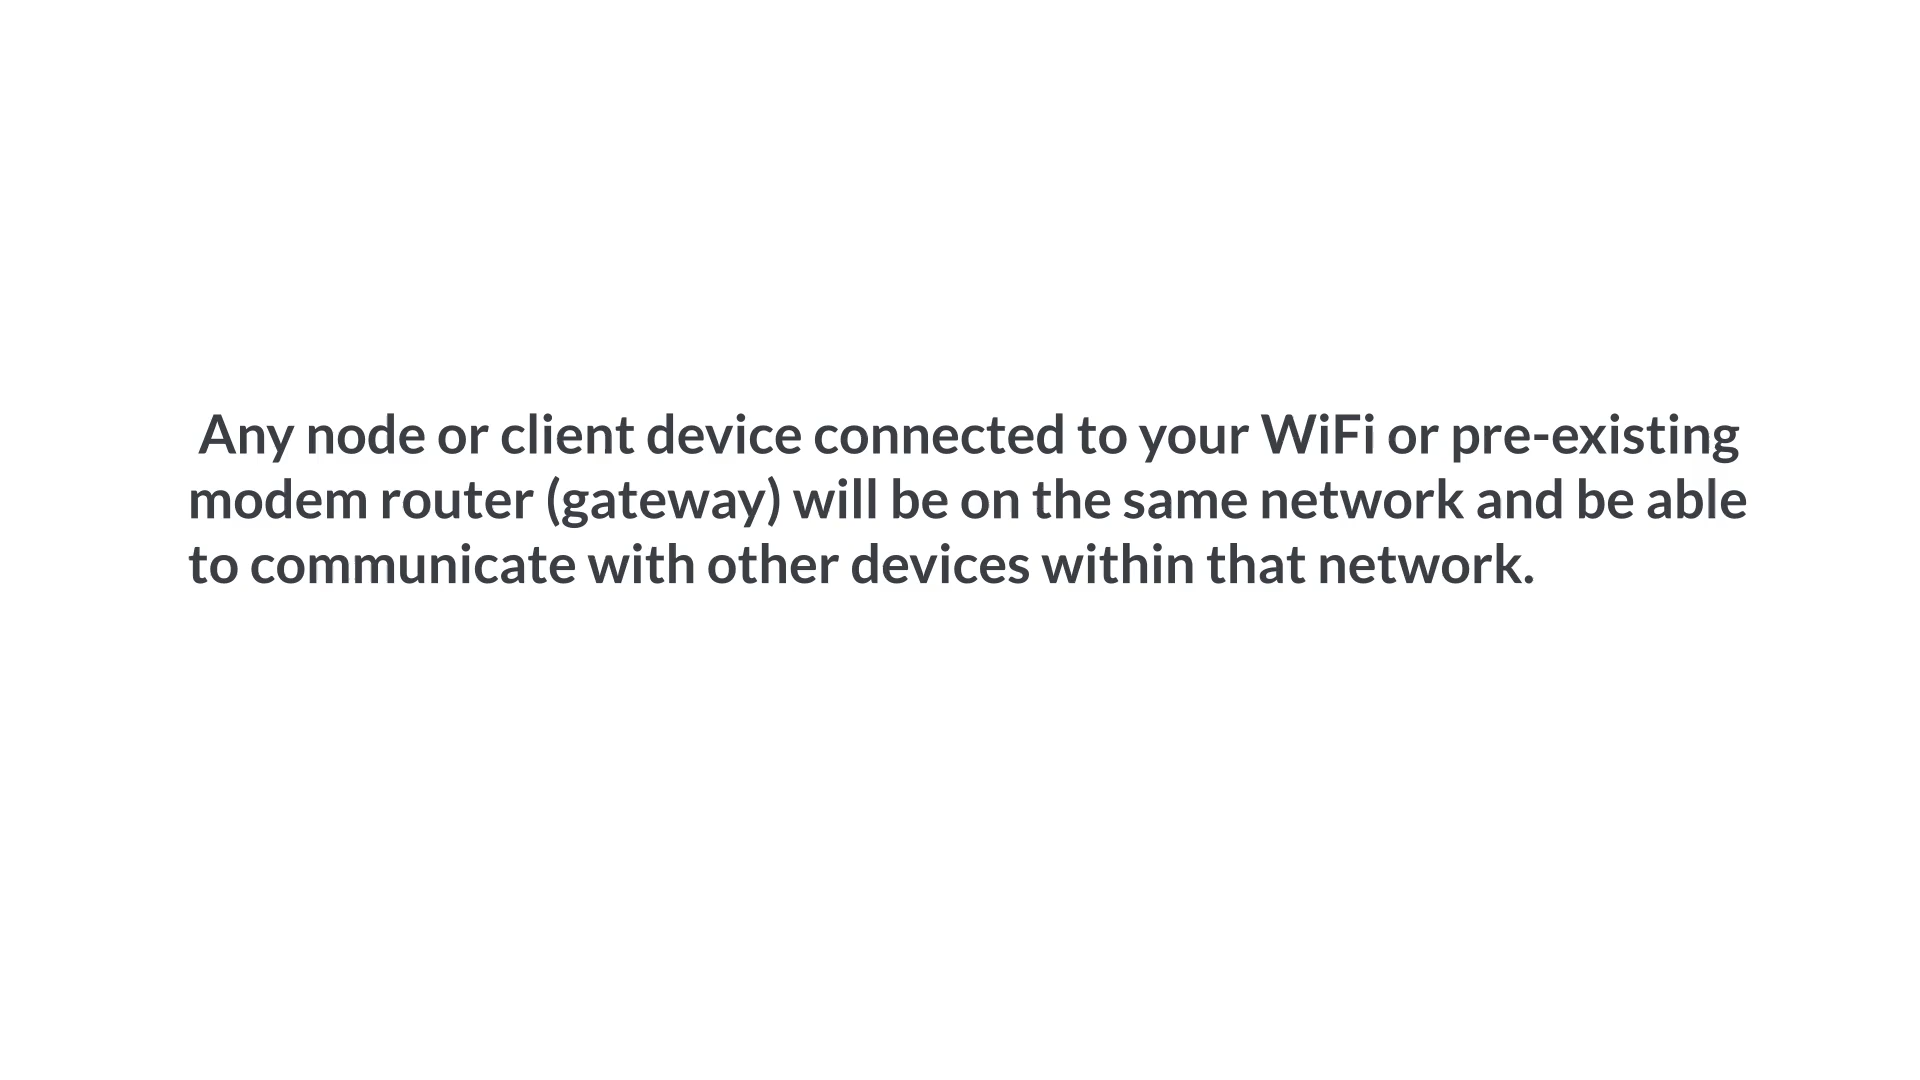 Any node or client device connected to your WiFi or pre-existing
modem router (gateway) will be on the same network and be able
to communicate with other devices within that network.